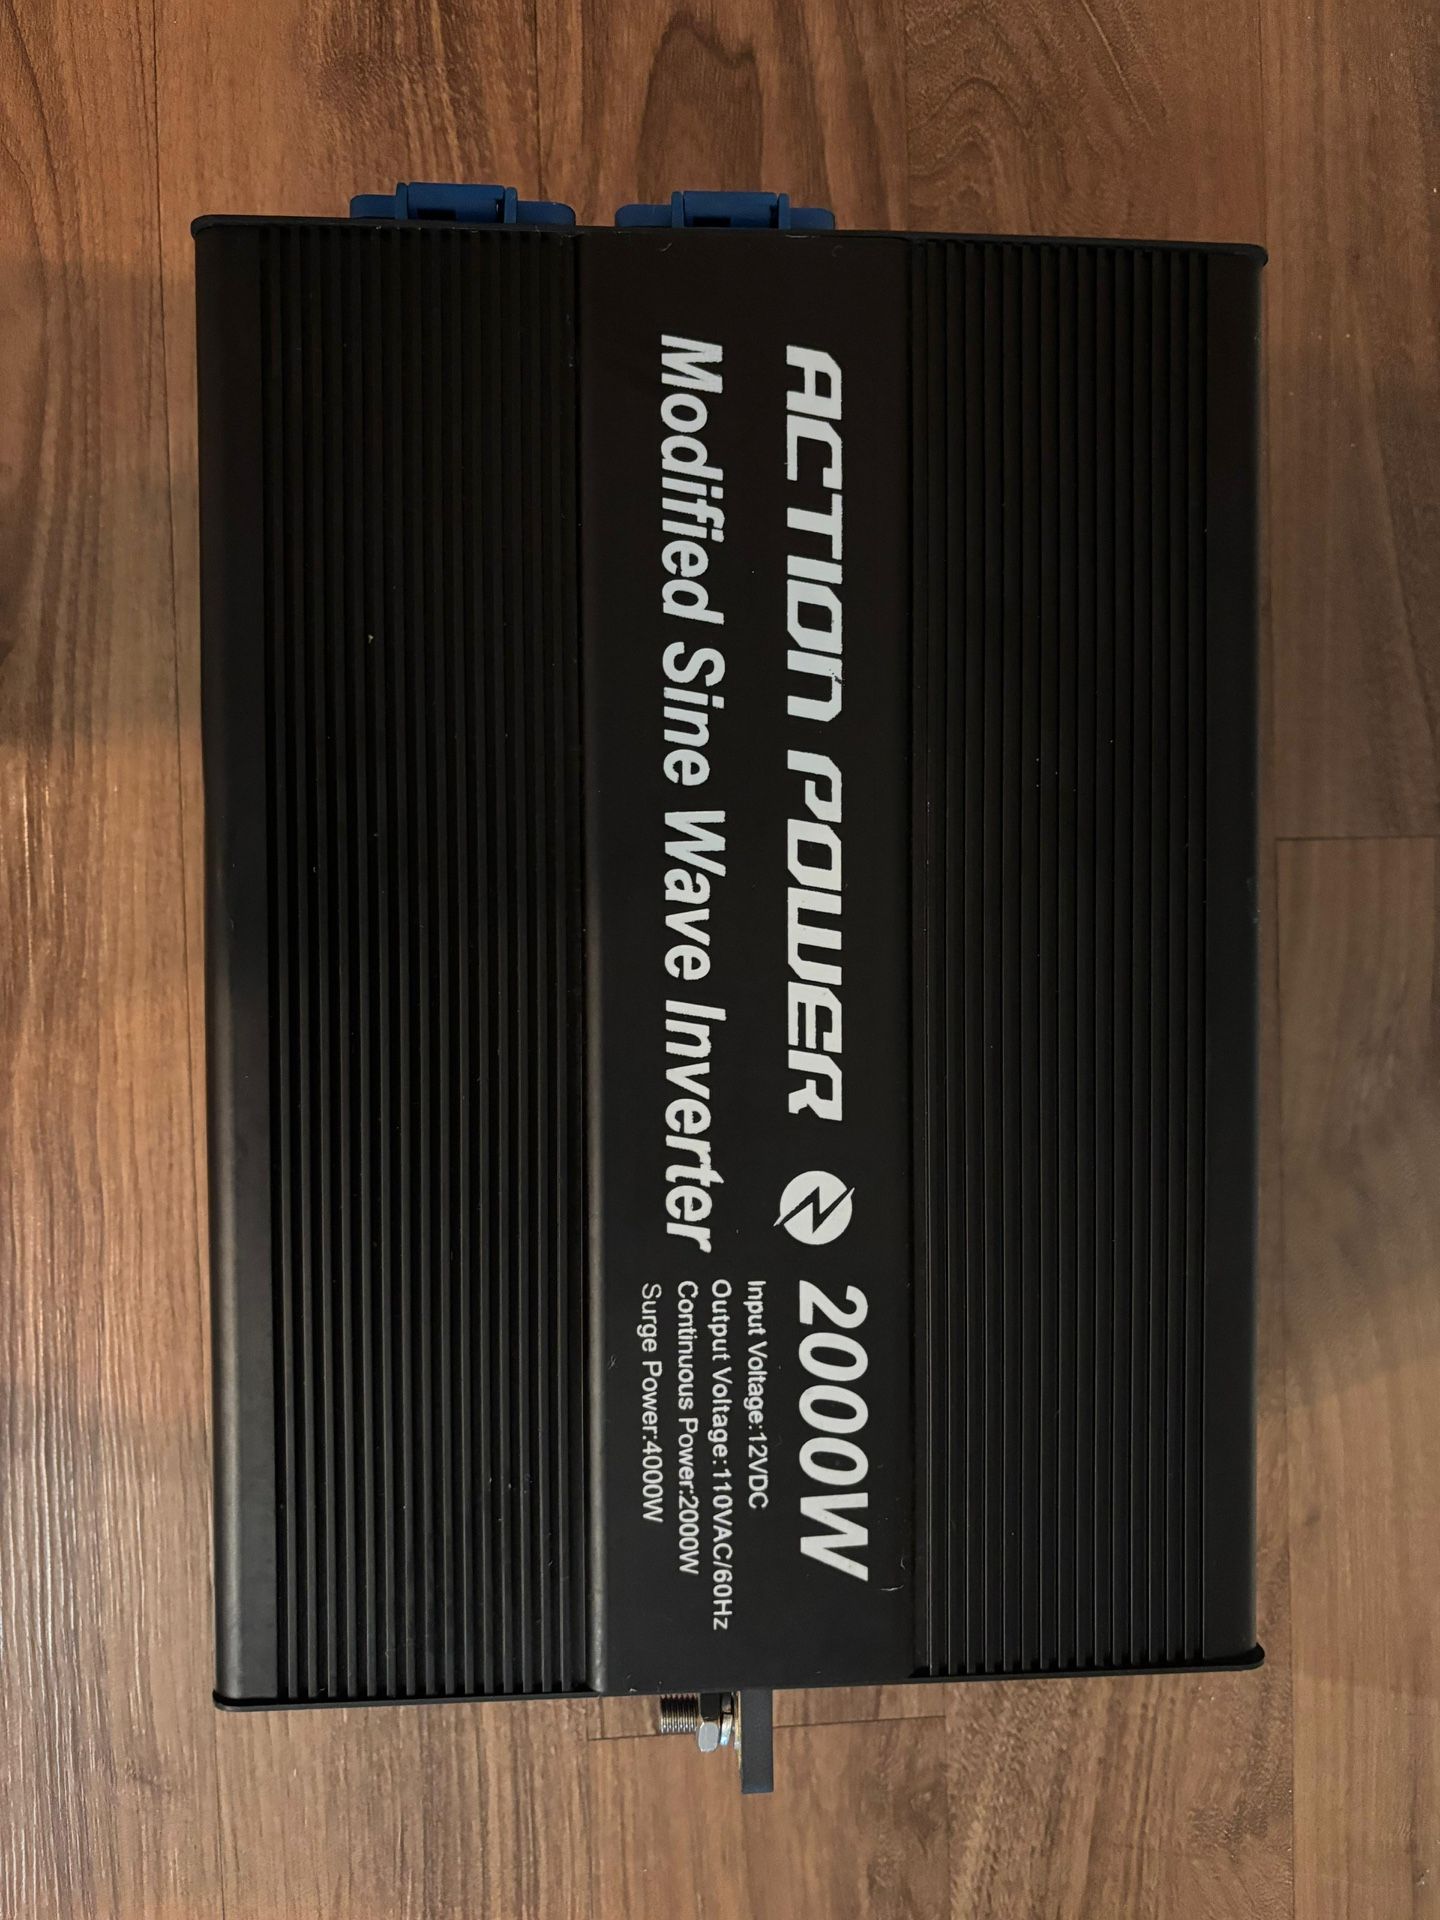 ACTION POWER
2000W
Modified Sine Wave Inverter
Input Voltage:12VDC
Output Voltage:110VAC/60Hz
Continuous Power:2000W
Surge Power:4000W